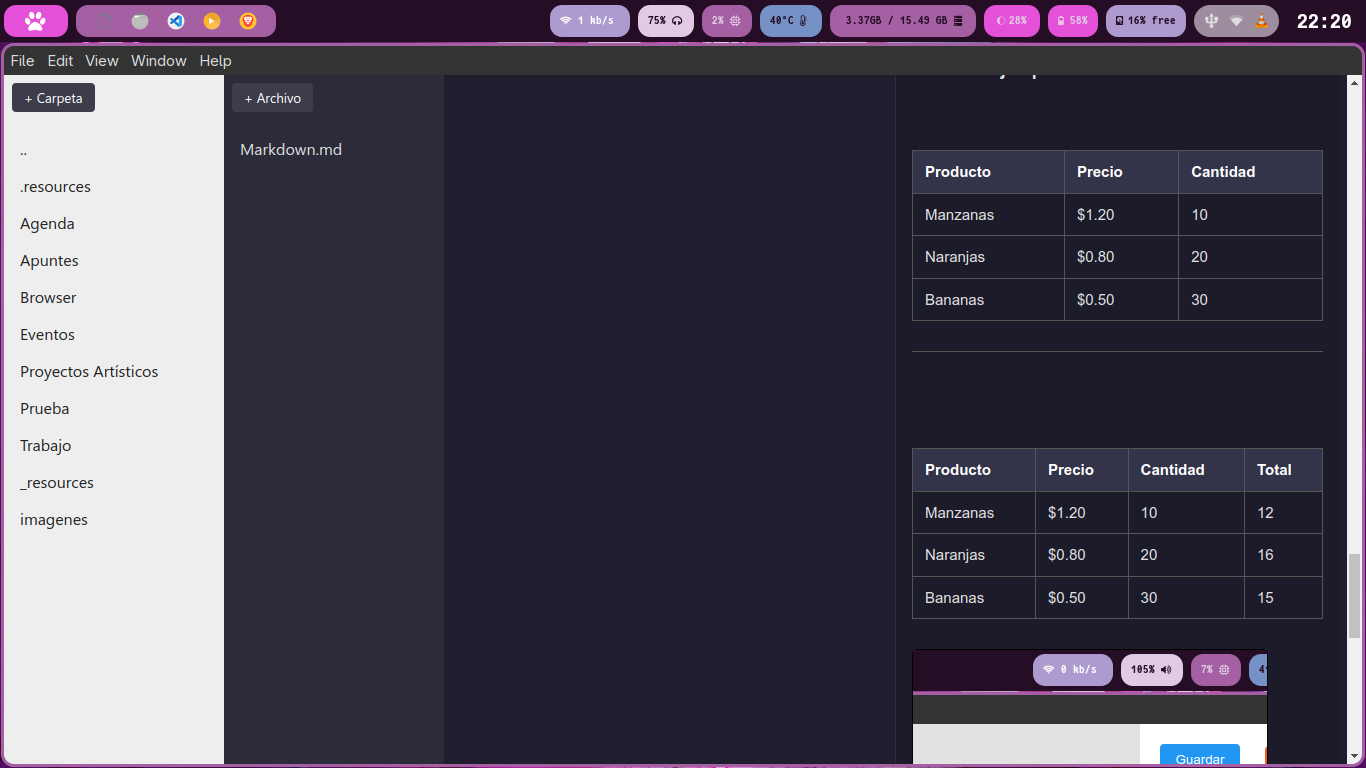 1 kb/s 75% 2% 40°C 3.37GB / 15.49 GB 28% 58% 16% free 22:20
File Edit View Window Help
+ Carpeta
+ Archivo
..
.resources
Agenda
Apuntes
Browser
Eventos
Proyectos Artísticos
Prueba
Trabajo
_resources
imagenes
Markdown.md
Producto Precio Cantidad
Manzanas $1.20 10
Naranjas $0.80 20
Bananas $0.50 30
Producto Precio Cantidad Total
Manzanas $1.20 10 12
Naranjas $0.80 20 16
Bananas $0.50 30 15
0 kb/s 105% 7%
Guardar